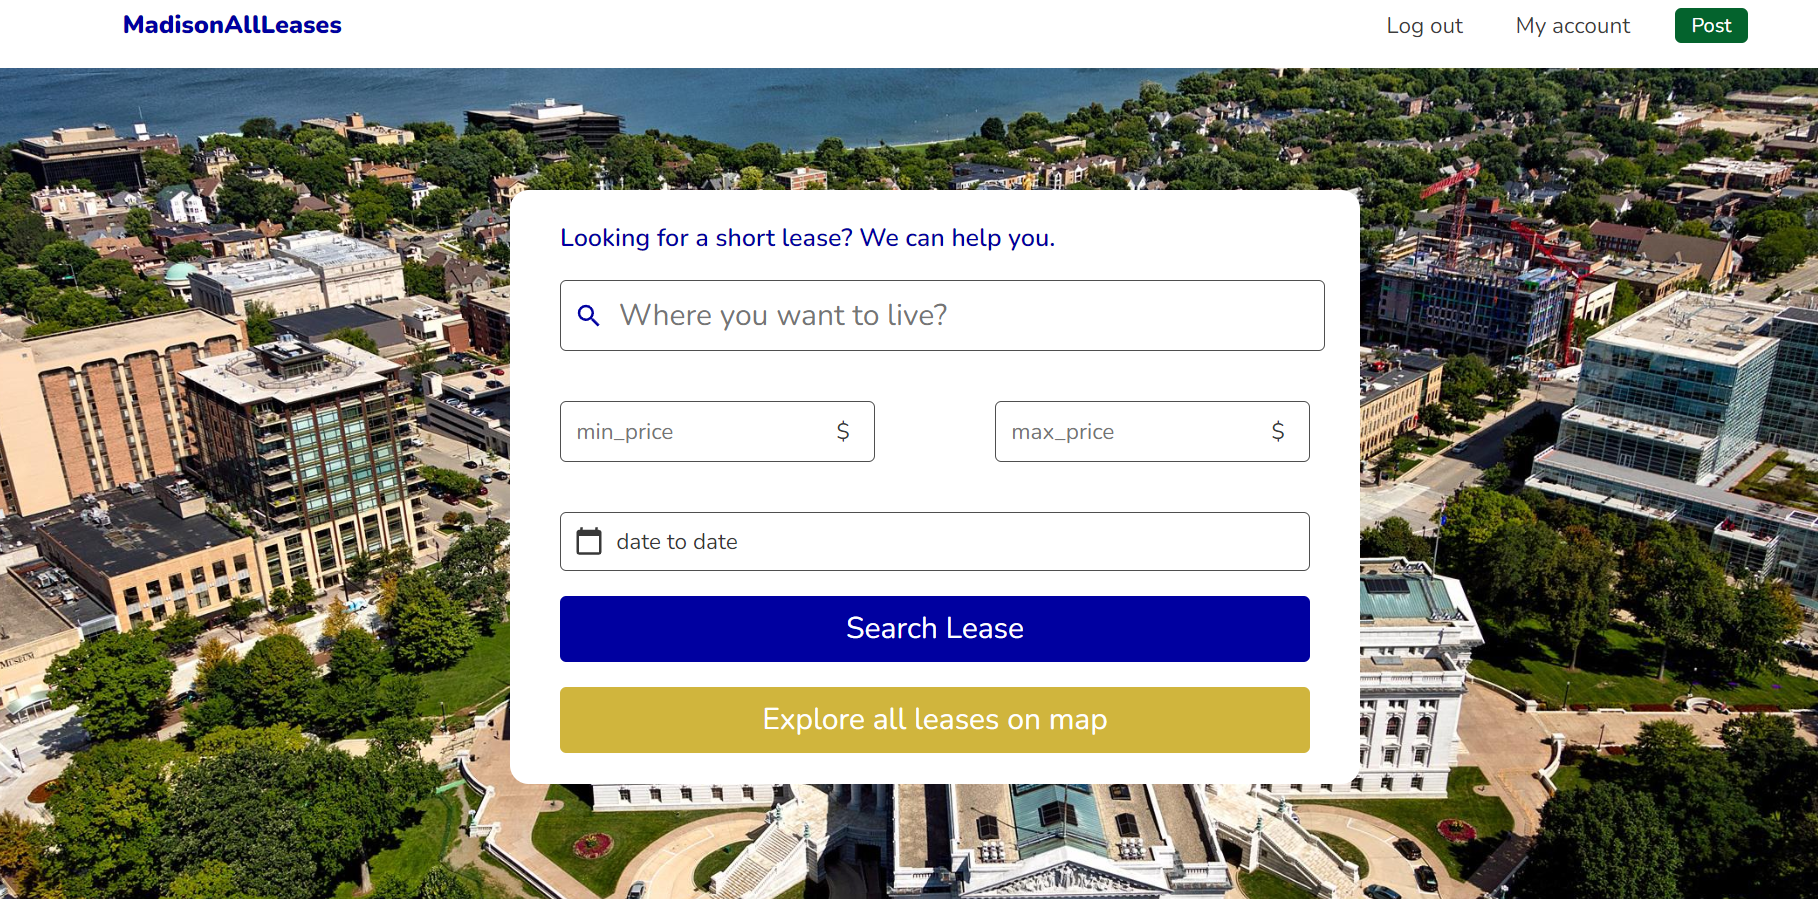 MadisonAllLeases
Log out
My account
Post
Looking for a short lease? We can help you.
Where you want to live?
min_price $
max_price $
date to date
Search Lease
Explore all leases on map
MUSEUM